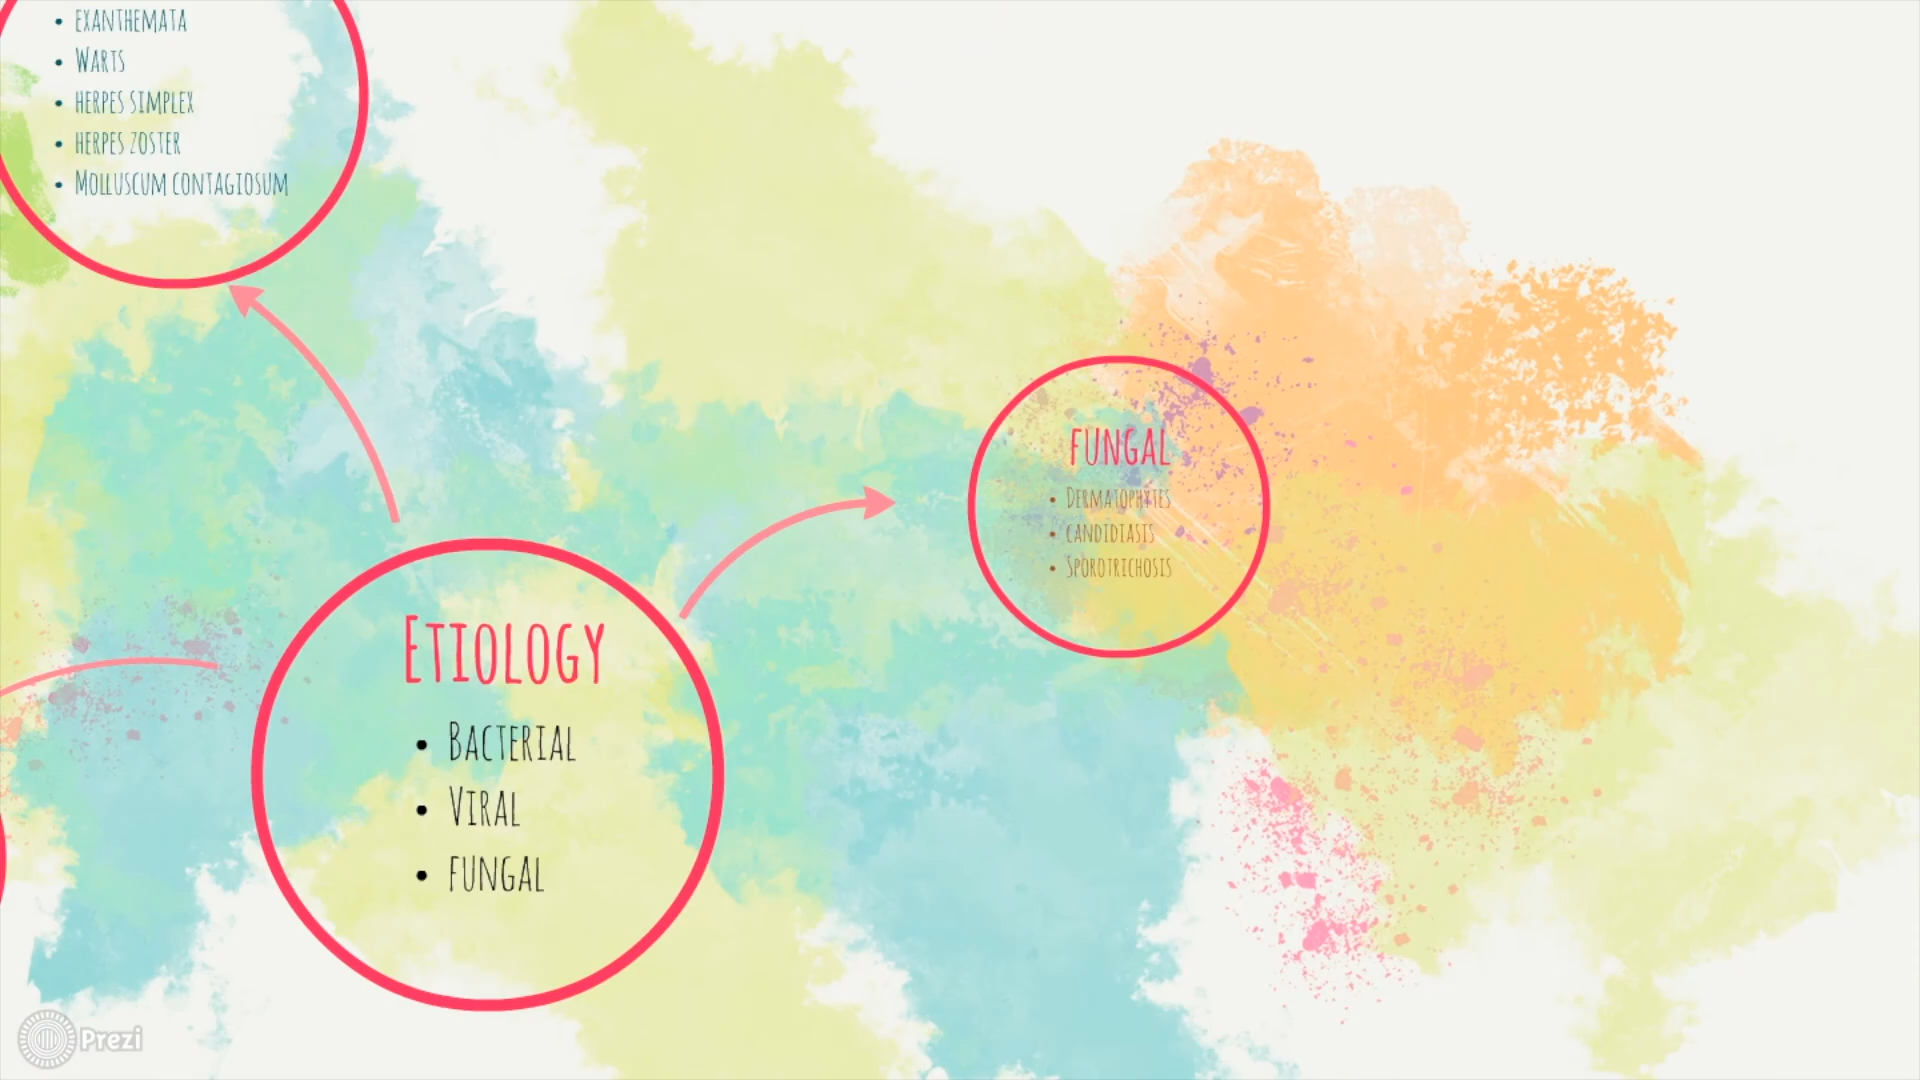 • EXANTHEMATA
• WARTS
• HERPES SIMPLEX
• HERPES ZOSTER
• MOLLUSCUM CONTAGIOSUM
FUNGAL
• DERMATOPHYTES
• CANDIDIASIS
• SPOROTRICHOSIS
ETIOLOGY
• BACTERIAL
• VIRAL
• FUNGAL
Prezi